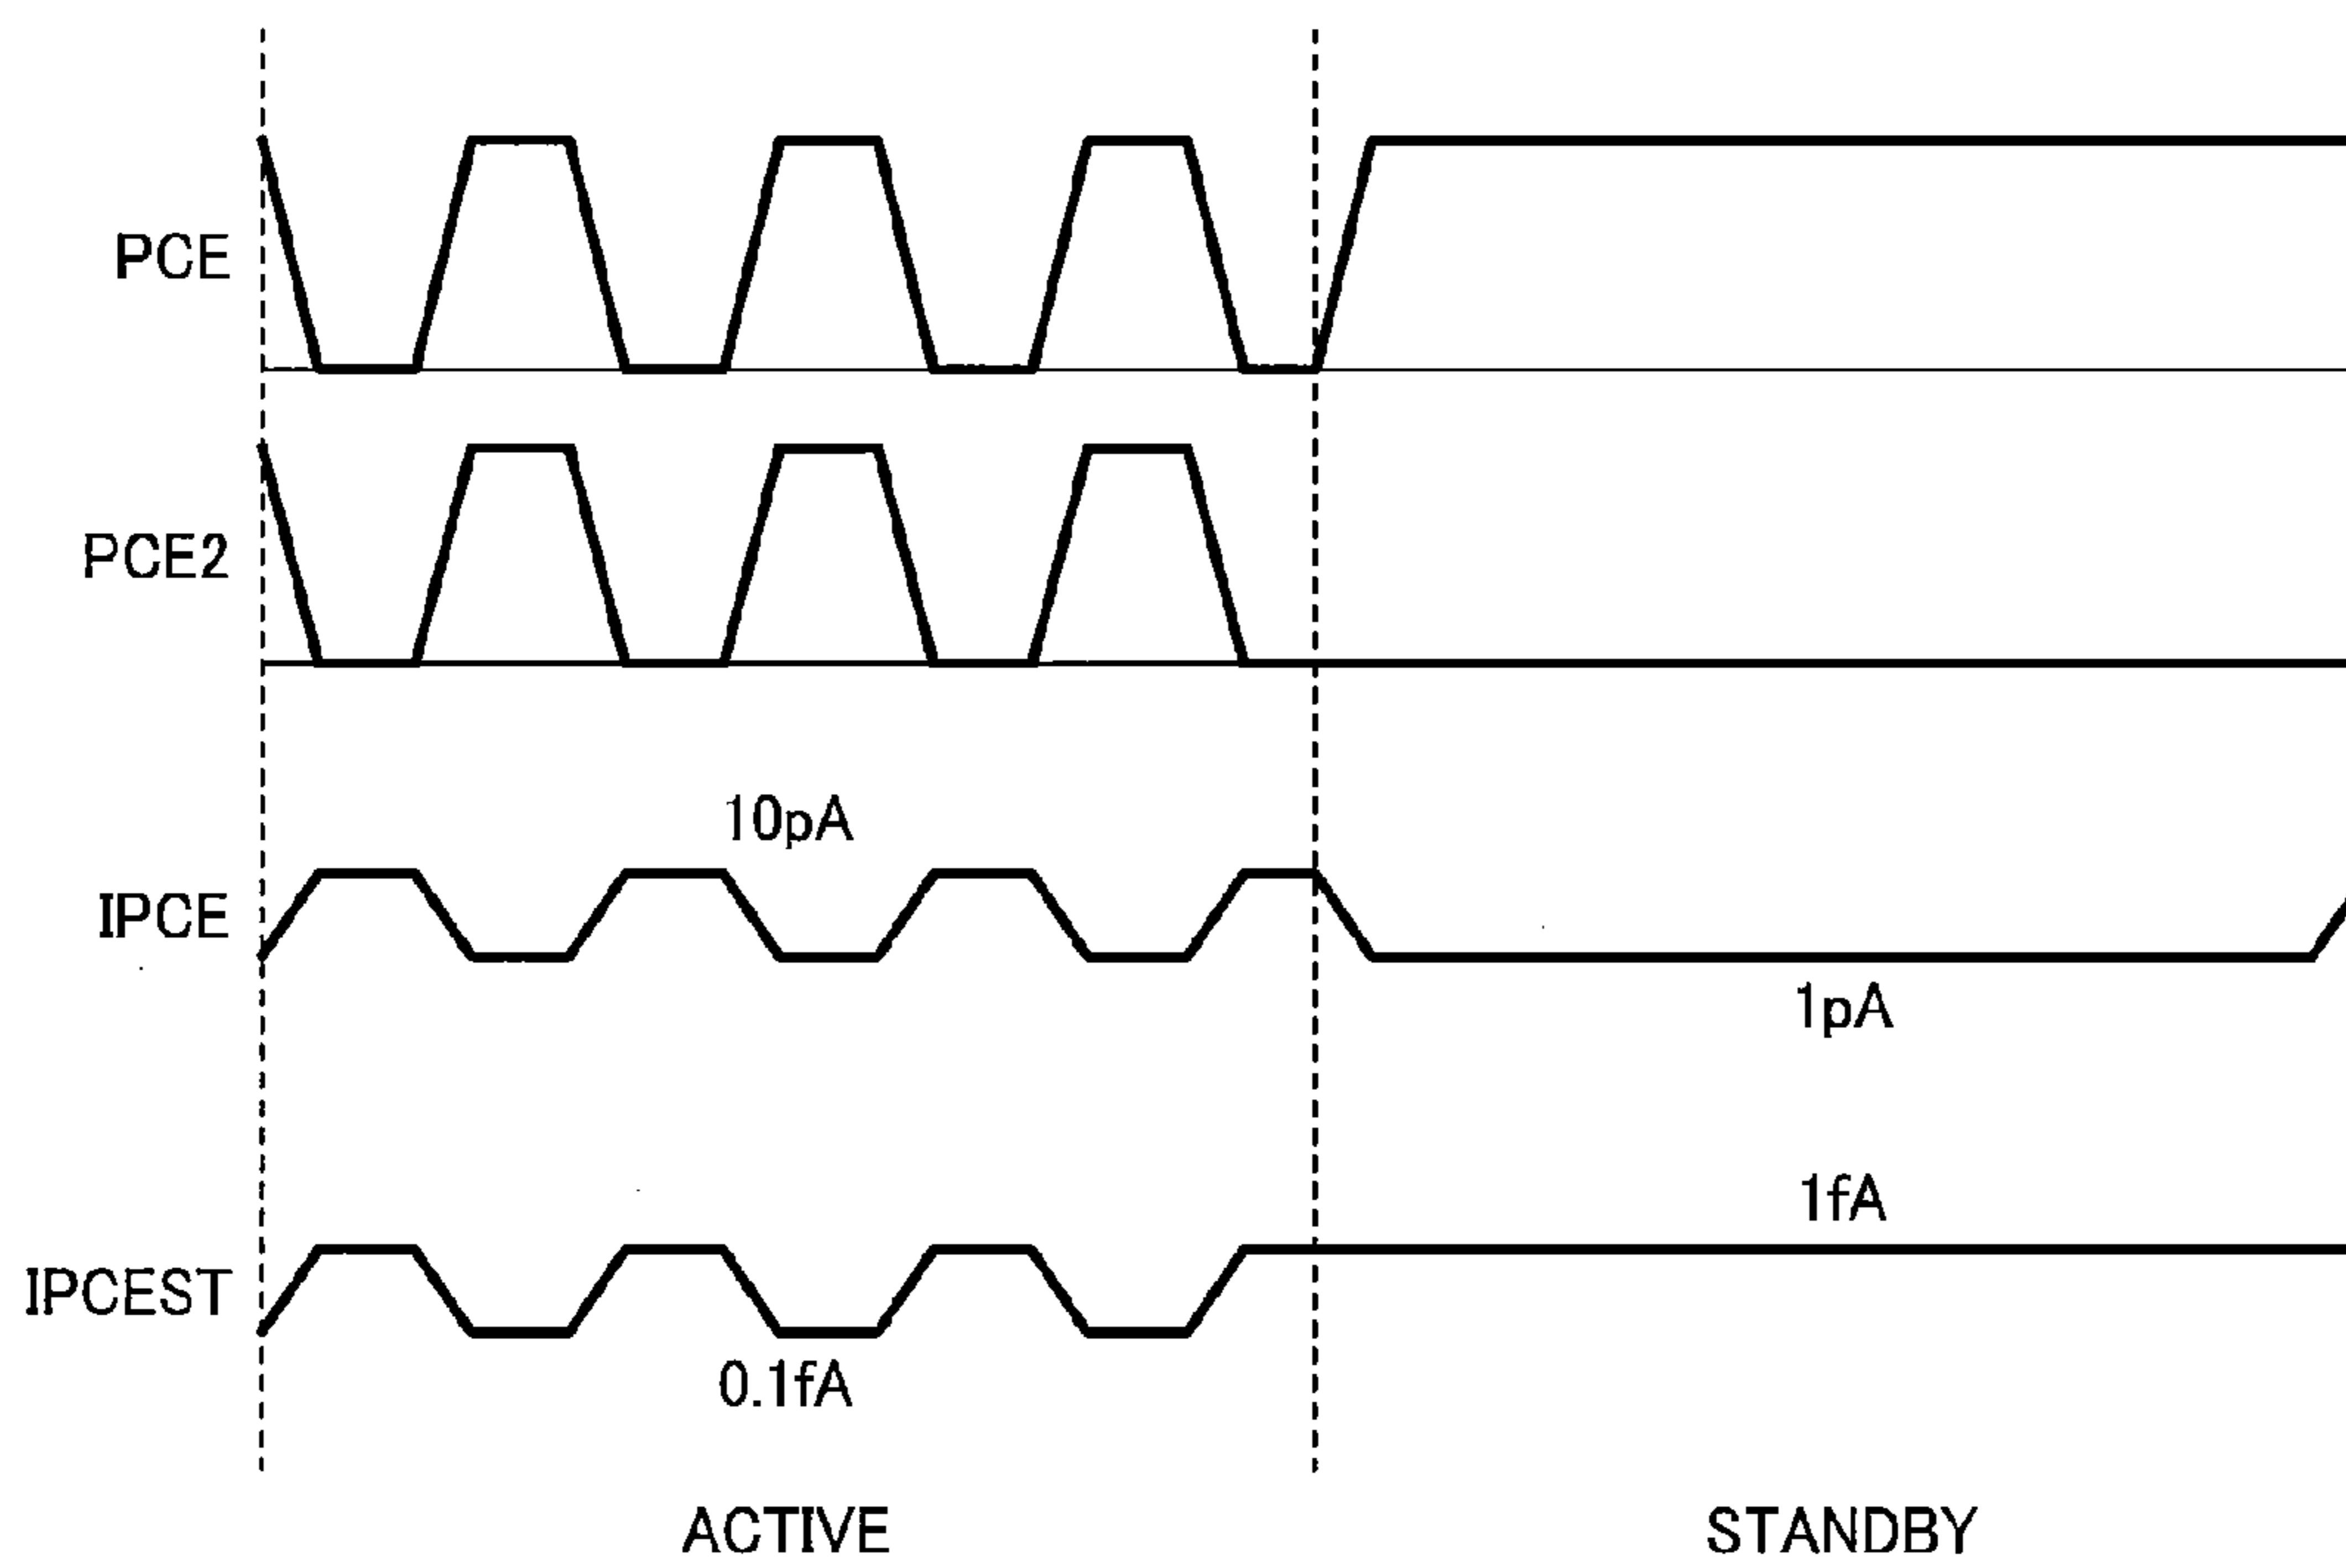 PCE
PCE2
10pA
IPCE
1pA
1fA
IPCEST
0.1fA
ACTIVE STANDBY